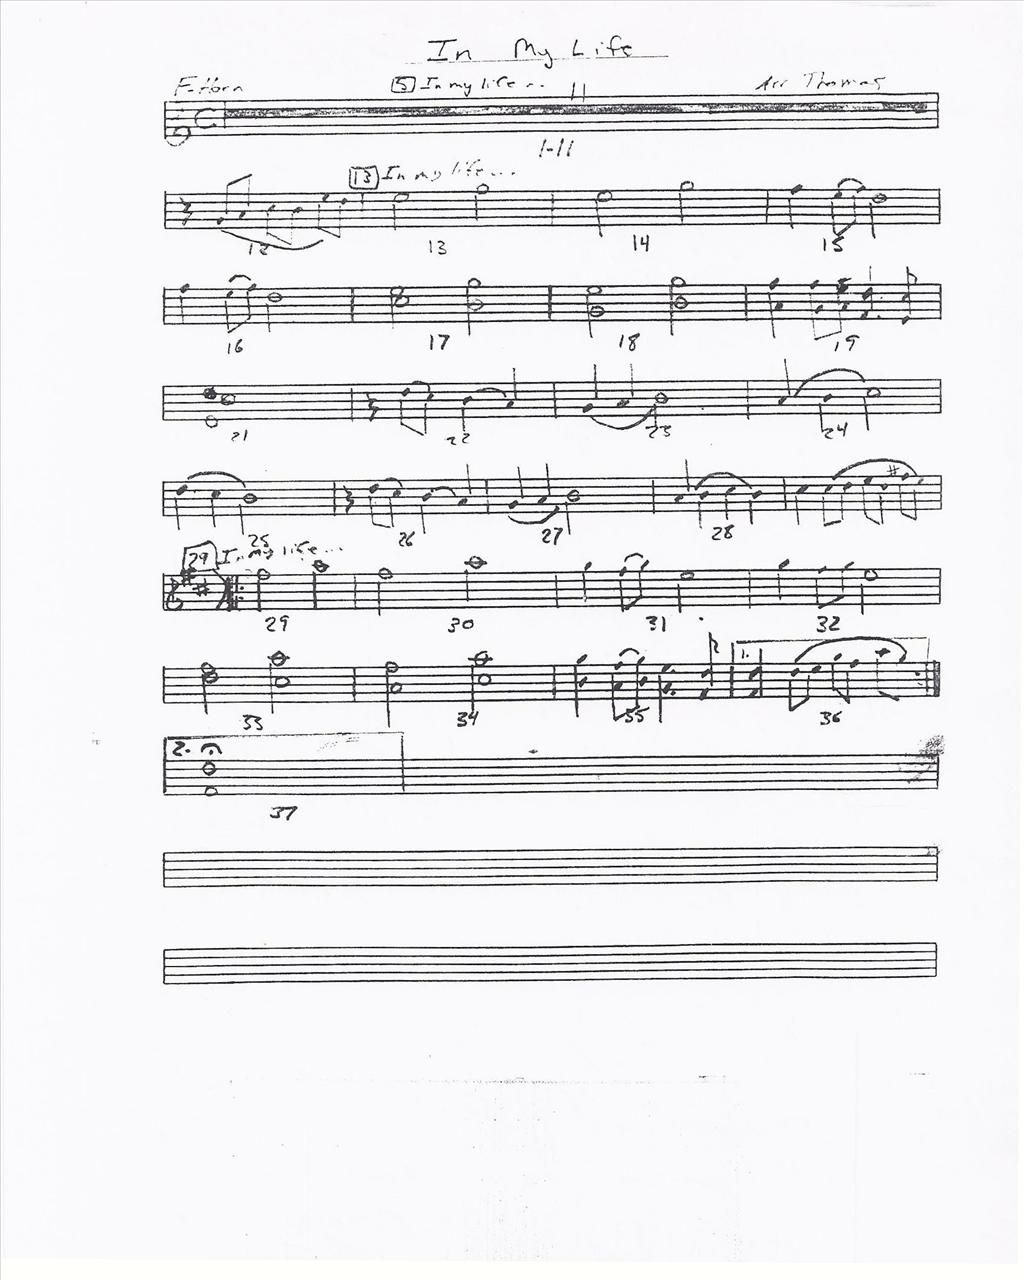 In My Life
F. Horn 5 In my life... 11 Arr Thomas
1-11
13 In my life...
12 13 14 15
16 17 18 19
21 22 23 24
25 26 27 28
29 In my life...
29 30 31 32
1.
33 34 35 36
2.
37